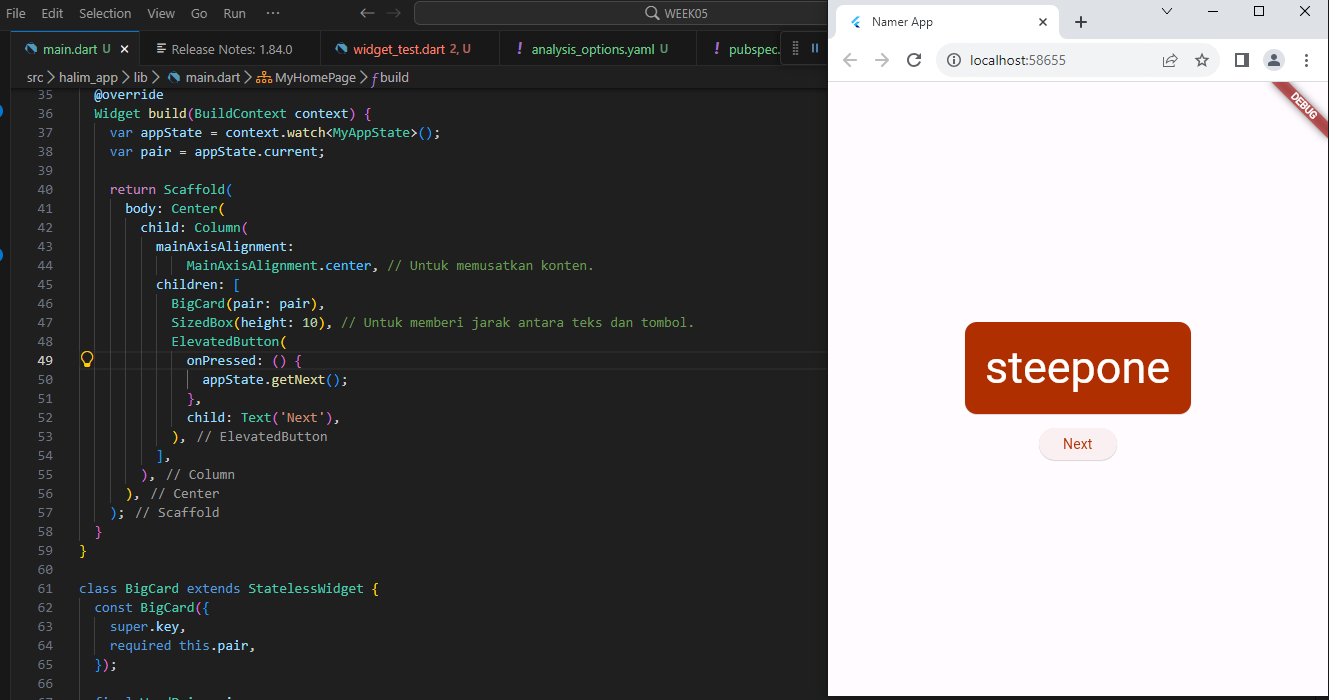 File Edit Selection View Go Run ··· ← → WEEK05
main.dart U × Release Notes: 1.84.0 widget_test.dart 2, U ! analysis_options.yaml U ! pubspec.
src > halim_app > lib > main.dart > MyHomePage > build
35 @override
36 Widget build(BuildContext context) {
37 var appState = context.watch<MyAppState>();
38 var pair = appState.current;
39
40 return Scaffold(
41 body: Center(
42 child: Column(
43 mainAxisAlignment:
44 MainAxisAlignment.center, // Untuk memusatkan konten.
45 children: [
46 BigCard(pair: pair),
47 SizedBox(height: 10), // Untuk memberi jarak antara teks dan tombol.
48 ElevatedButton(
49 onPressed: () {
50 appState.getNext();
51 },
52 child: Text('Next'),
53 ), // ElevatedButton
54 ],
55 ), // Column
56 ), // Center
57 ); // Scaffold
58 }
59 }
60
61 class BigCard extends StatelessWidget {
62 const BigCard({
63 super.key,
64 required this.pair,
65 });
66
Namer App
localhost:58655
DEBUG
steepone
Next